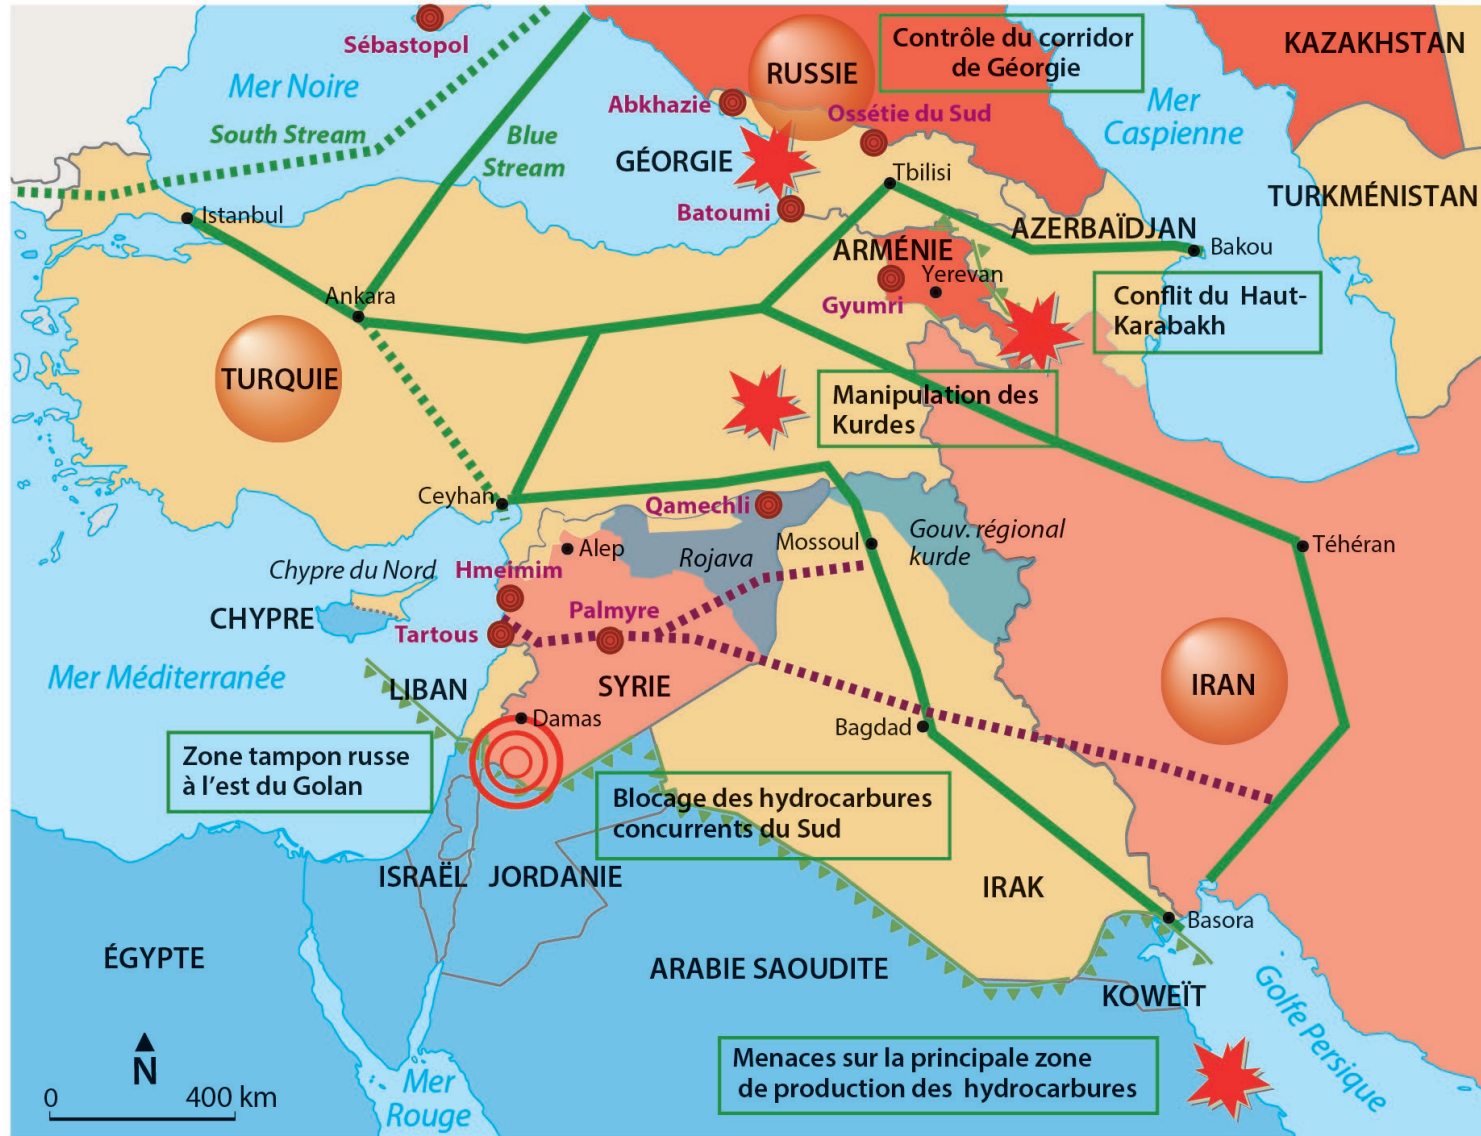 Sébastopol
Mer Noire
South Stream
Blue
Stream
RUSSIE
Contrôle du corridor
de Géorgie
KAZAKHSTAN
Abkhazie
Ossétie du Sud
Mer
Caspienne
GÉORGIE
Tbilisi
TURKMÉNISTAN
Istanbul
Batoumi
AZERBAÏDJAN
Bakou
ARMÉNIE
Yerevan
Gyumri
Ankara
Conflit du Haut-
Karabakh
TURQUIE
Manipulation des
Kurdes
Ceyhan
Qamechli
Mossoul
Gouv. régional
kurde
Téhéran
Alep
Rojava
Chypre du Nord
Hmeimim
CHYPRE
Palmyre
Tartous
Mer Méditerranée
LIBAN
SYRIE
IRAN
Damas
Bagdad
Zone tampon russe
à l'est du Golan
Blocage des hydrocarbures
concurrents du Sud
ISRAËL
JORDANIE
IRAK
Basora
ÉGYPTE
ARABIE SAOUDITE
KOWEÏT
Golfe Persique
N
Menaces sur la principale zone
de production des hydrocarbures
Mer
Rouge
0 400 km